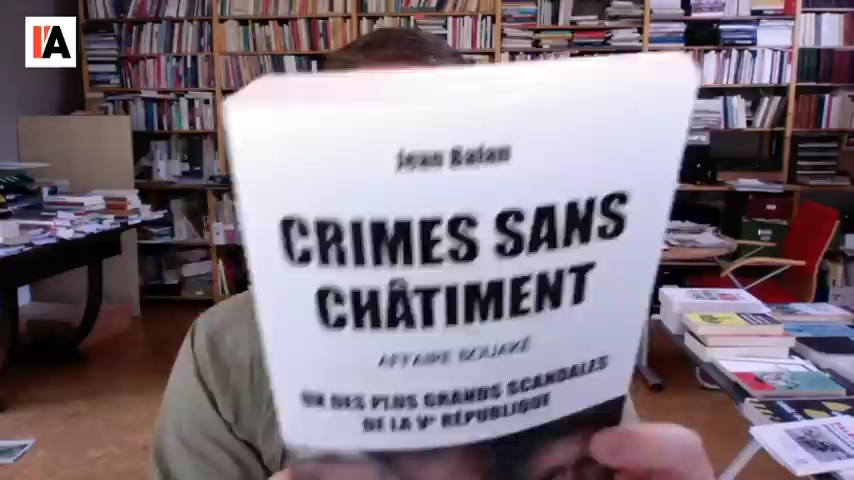 I'A
Jean Balan
CRIMES SANS
CHÂTIMENT
AFFAIRE BOUAKÉ
UN DES PLUS GRANDS SCANDALES
DE LA Vᵉ RÉPUBLIQUE